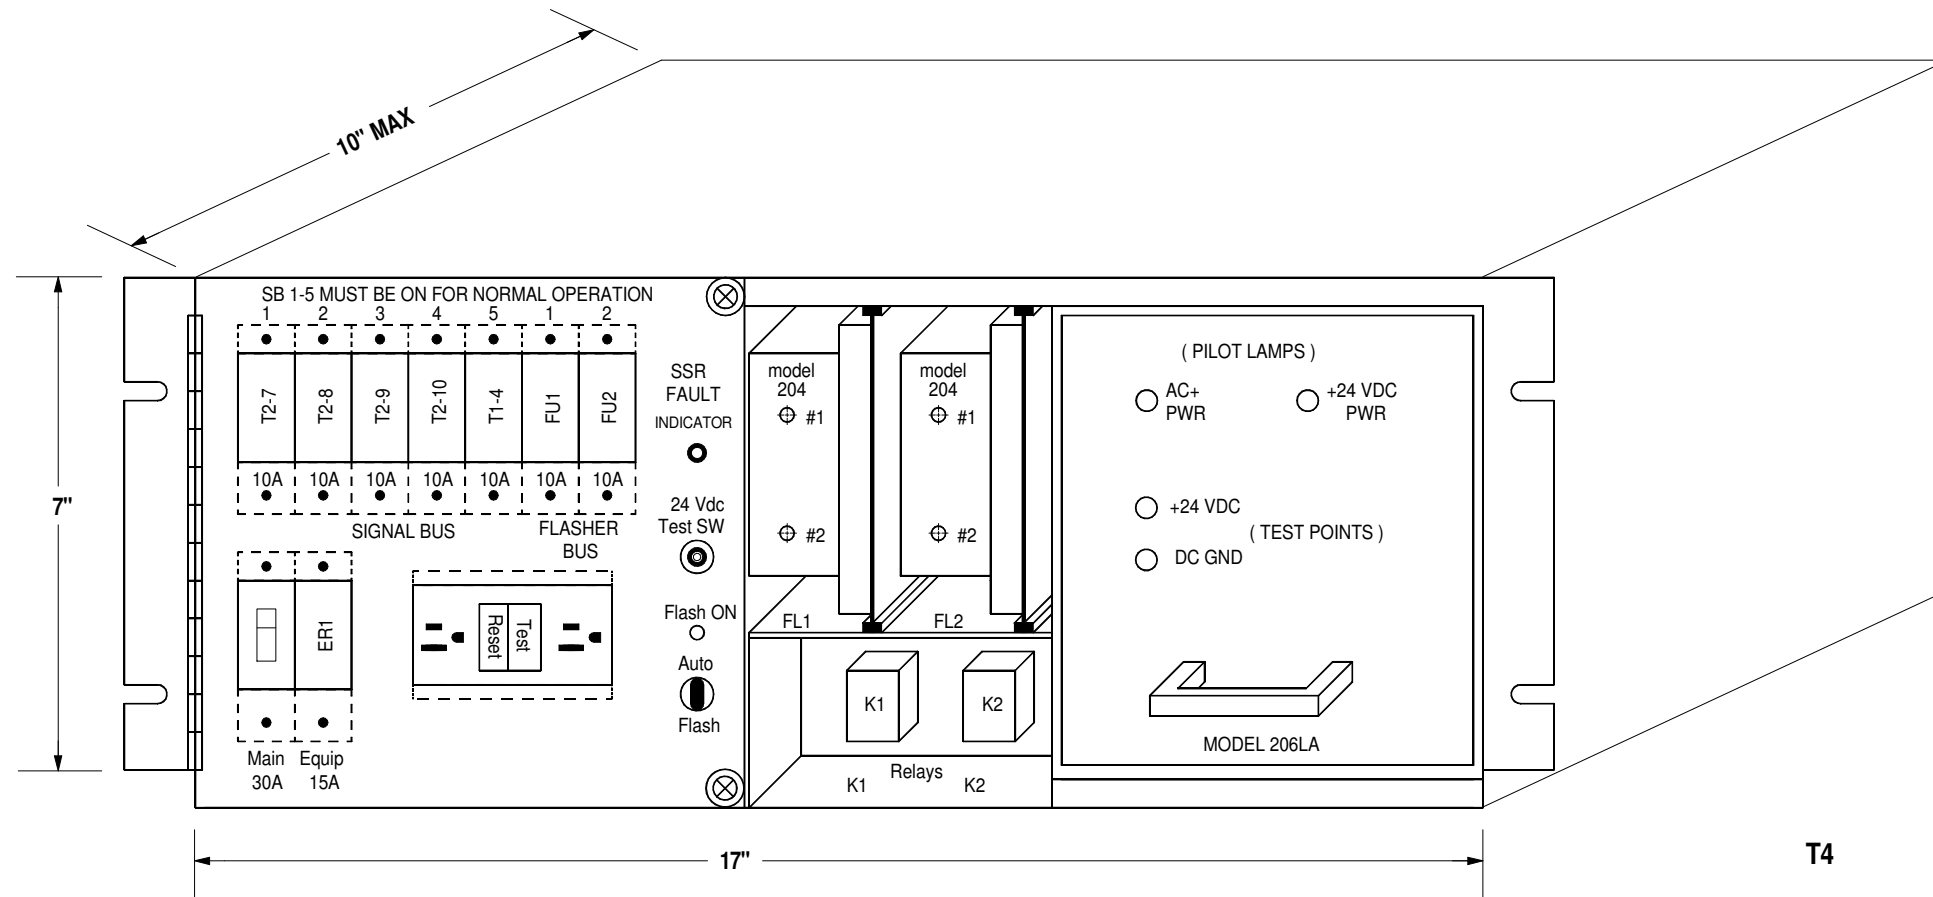 10" MAX
7"
SB 1-5 MUST BE ON FOR NORMAL OPERATION
1 2 3 4 5 1 2
T2-7 T2-8 T2-9 T2-10 T1-4 FU1 FU2
10A 10A 10A 10A 10A 10A 10A
SIGNAL BUS
FLASHER
BUS
ER1
Main
30A
Equip
15A
Reset
Test
SSR
FAULT
INDICATOR
24 Vdc
Test SW
Flash ON
Auto
Flash
model
204
#1
#2
FL1
model
204
#1
#2
FL2
K1 K2
Relays
K1 K2
( PILOT LAMPS )
AC+
PWR
+24 VDC
PWR
+24 VDC
( TEST POINTS )
DC GND
MODEL 206LA
17"
T4